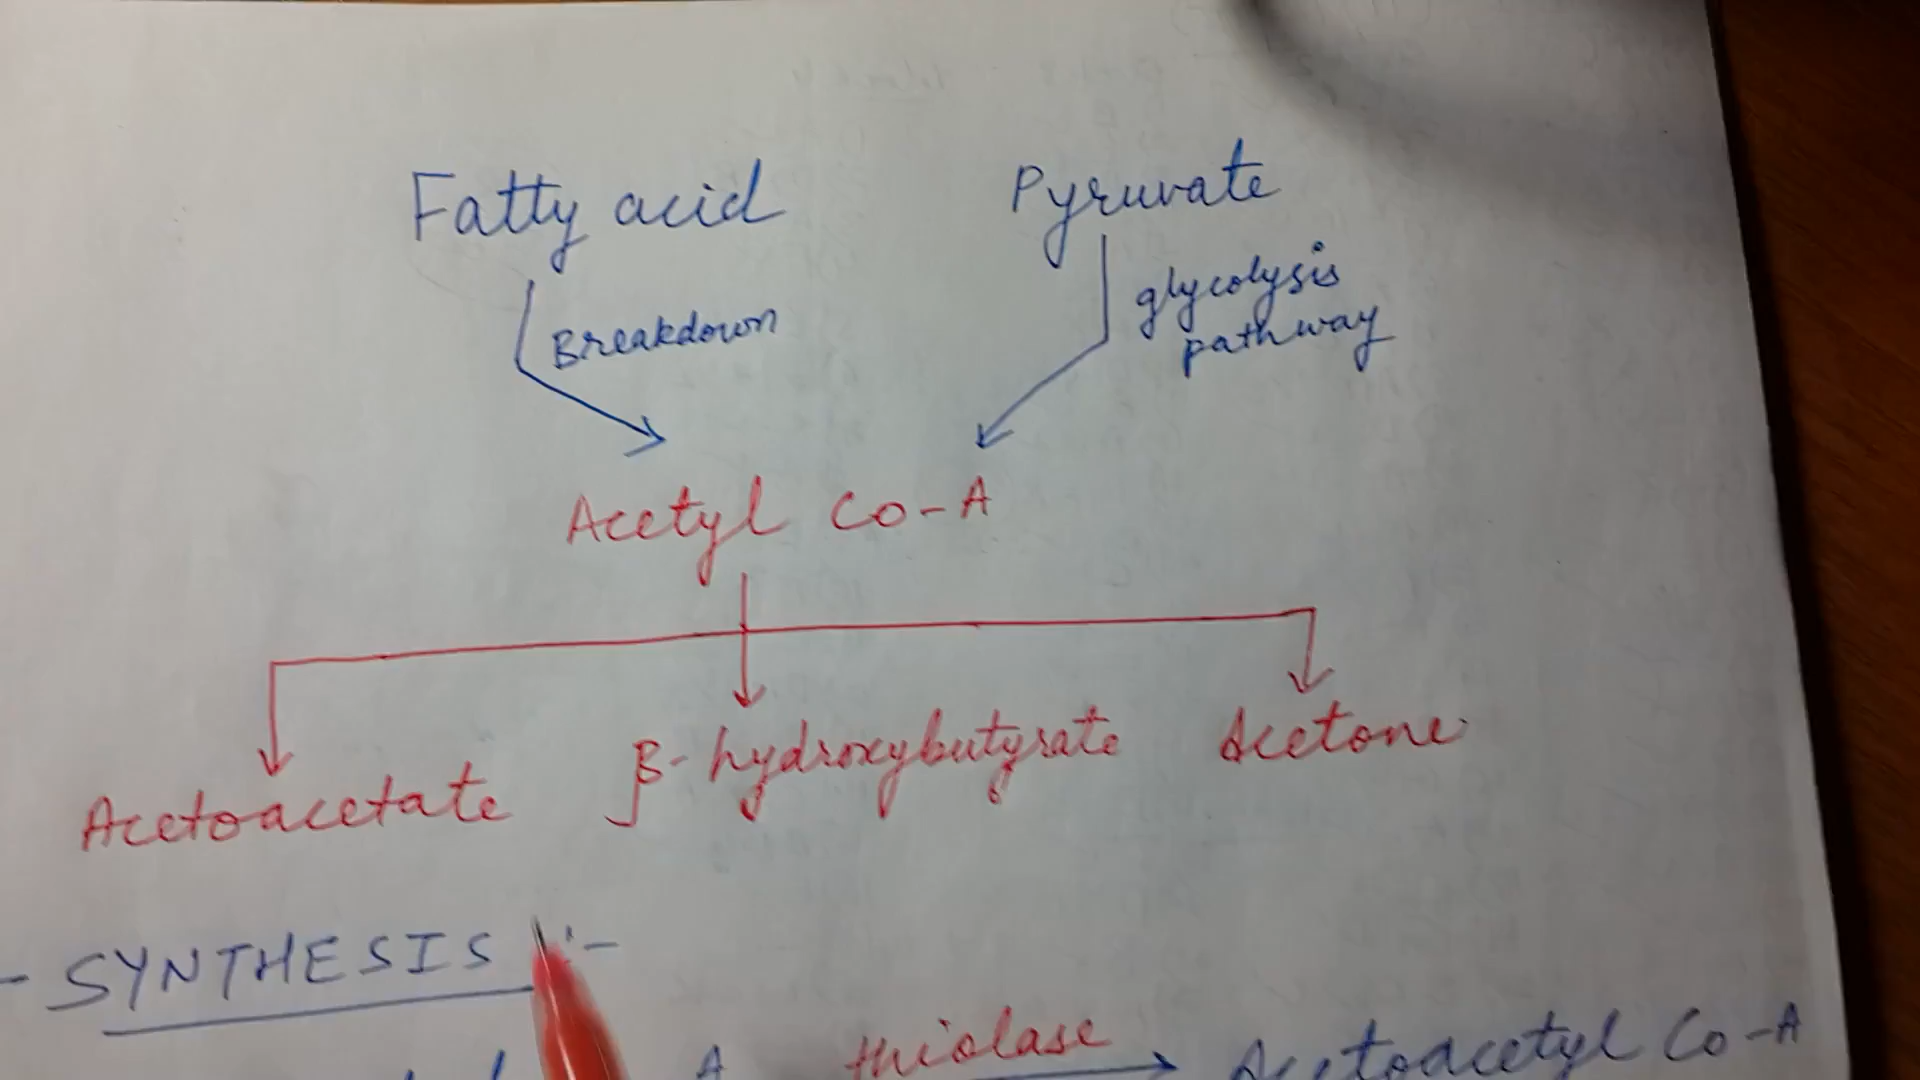 Fatty acid Pyruvate
Breakdown glycolysis
pathway
Acetyl Co-A
Acetoacetate β-hydroxybutyrate Acetone
- SYNTHESIS :-
A thiolase Acetoacetyl Co-A